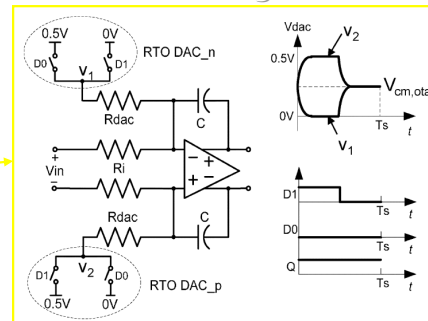 0.5V 0V
D0 D1
V1
RTO DAC_n
Rdac
C
+
Vin
−
Ri
− +
+ −
Rdac
C
V2
D1 D0
0.5V 0V
RTO DAC_p
Vdac
V2
0.5V
Vcm,ota
0V
Ts
t
V1
D1
Ts
t
D0
Ts
t
Q
Ts
t